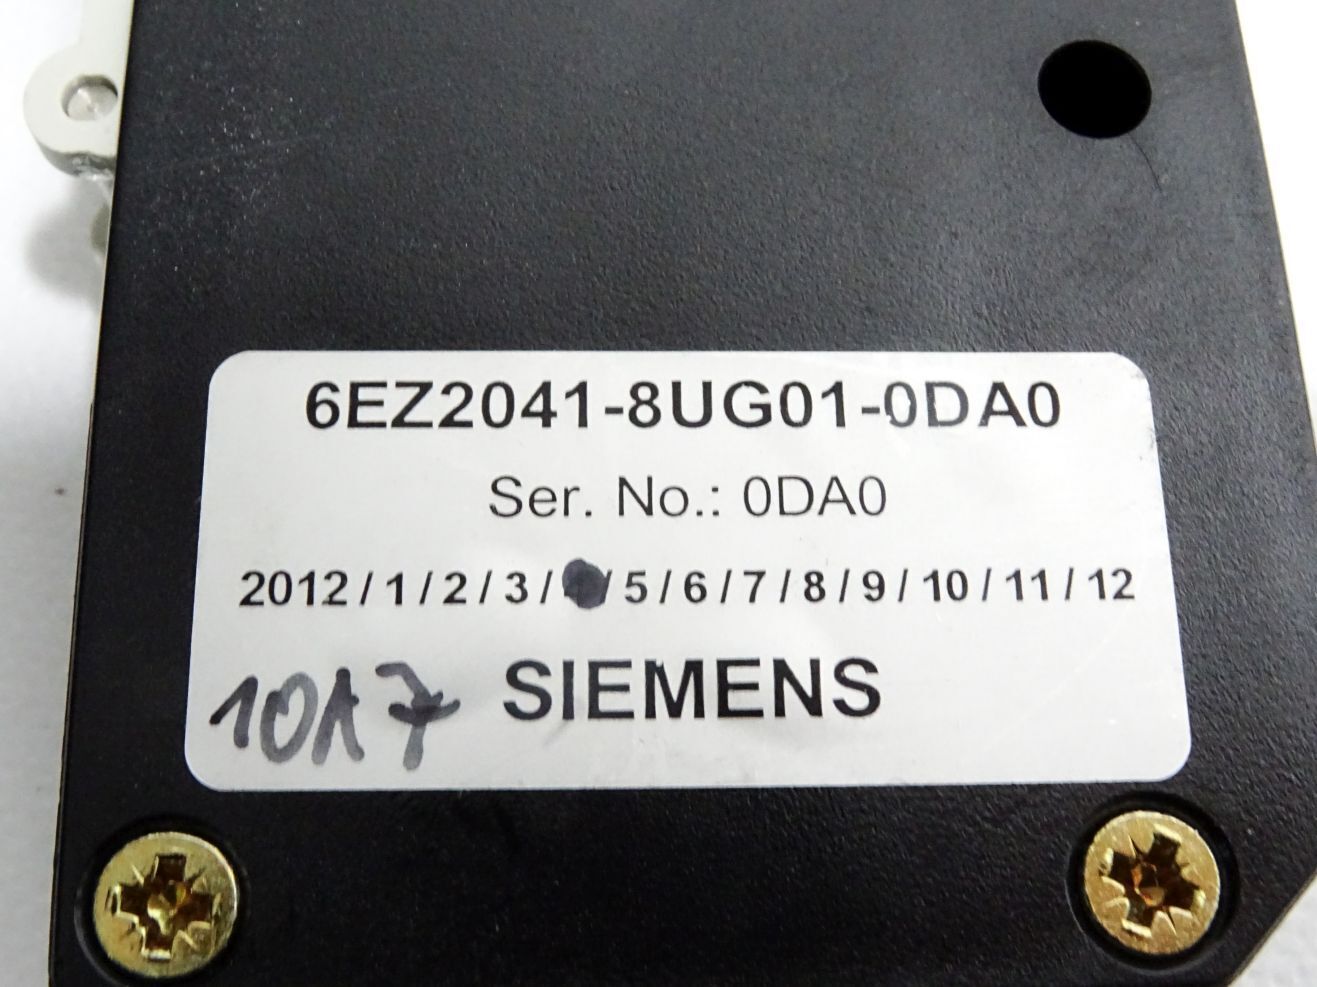 6EZ2041-8UG01-0DA0
Ser. No.: 0DA0
2012 / 1 / 2 / 3 / / 5 / 6 / 7 / 8 / 9 / 10 / 11 / 12
10A7 SIEMENS